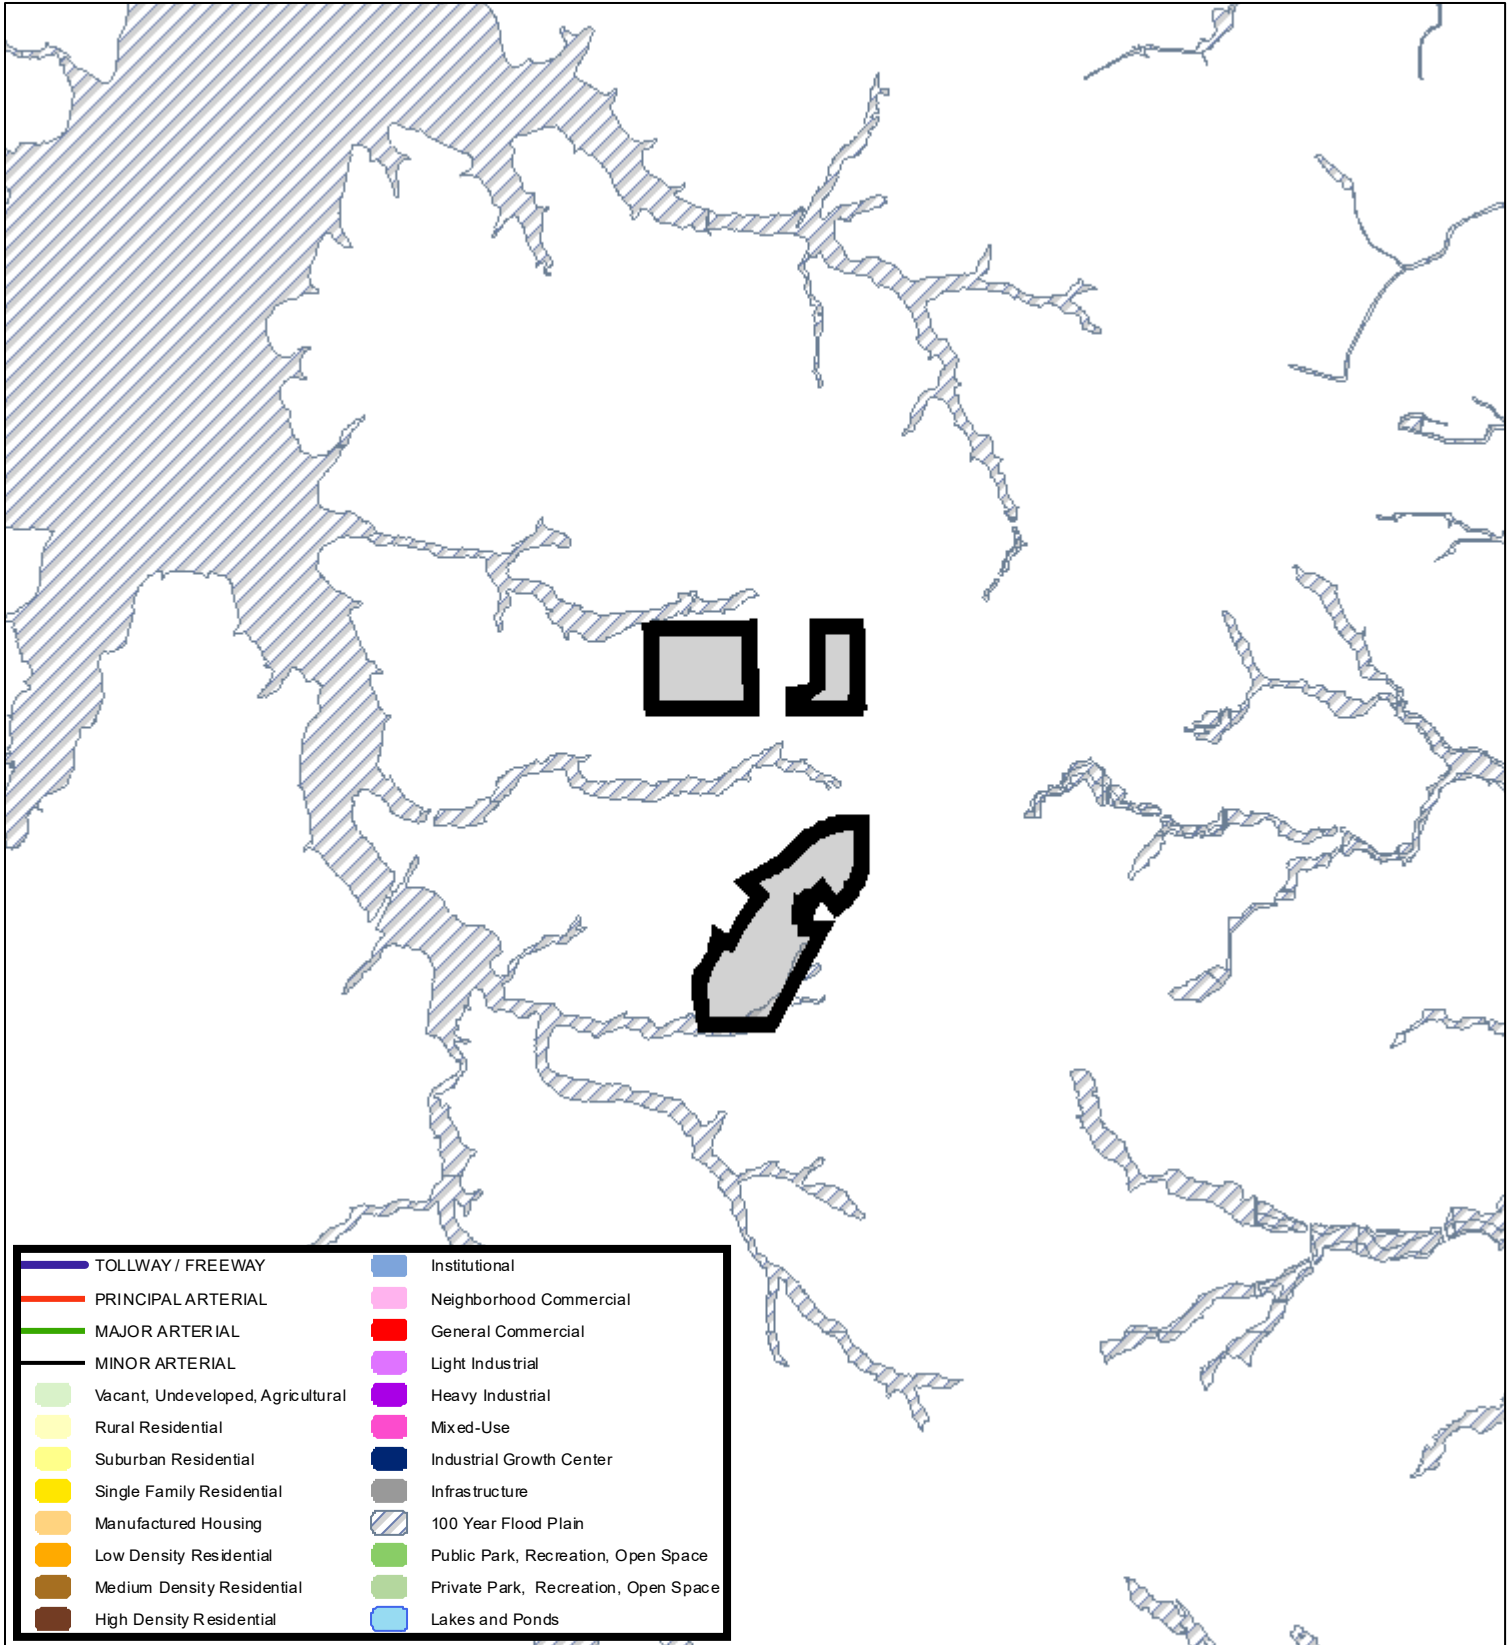 TOLLWAY / FREEWAY
PRINCIPAL ARTERIAL
MAJOR ARTERIAL
MINOR ARTERIAL
Vacant, Undeveloped, Agricultural
Rural Residential
Suburban Residential
Single Family Residential
Manufactured Housing
Low Density Residential
Medium Density Residential
High Density Residential
Institutional
Neighborhood Commercial
General Commercial
Light Industrial
Heavy Industrial
Mixed-Use
Industrial Growth Center
Infrastructure
100 Year Flood Plain
Public Park, Recreation, Open Space
Private Park, Recreation, Open Space
Lakes and Ponds